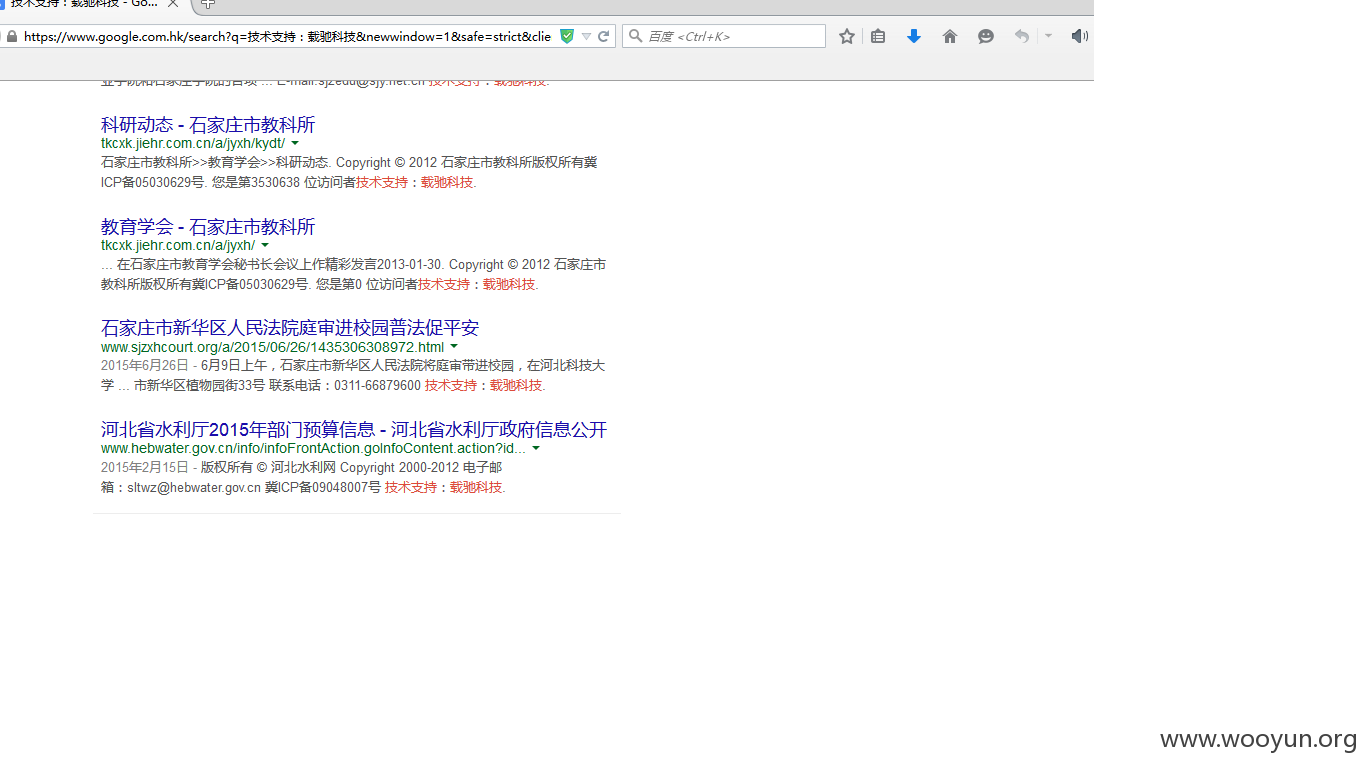 技术支持：载驰科技 - Go...
https://www.google.com.hk/search?q=技术支持：载驰科技&newwindow=1&safe=strict&clie
百度 <Ctrl+K>
业学院和石家庄学院的各项 ... E-mail:sjzedu@sjy.net.cn 技术支持：载驰科技.
科研动态 - 石家庄市教科所
tkcxk.jiehr.com.cn/a/jyxh/kydt/
石家庄市教科所>>教育学会>>科研动态. Copyright © 2012 石家庄市教科所版权所有冀
ICP备05030629号. 您是第3530638 位访问者技术支持：载驰科技.
教育学会 - 石家庄市教科所
tkcxk.jiehr.com.cn/a/jyxh/
... 在石家庄市教育学会秘书长会议上作精彩发言2013-01-30. Copyright © 2012 石家庄市
教科所版权所有冀ICP备05030629号. 您是第0 位访问者技术支持：载驰科技.
石家庄市新华区人民法院庭审进校园普法促平安
www.sjzxhcourt.org/a/2015/06/26/1435306308972.html
2015年6月26日 - 6月9日上午，石家庄市新华区人民法院将庭审带进校园，在河北科技大
学 ... 市新华区植物园街33号 联系电话：0311-66879600 技术支持：载驰科技.
河北省水利厅2015年部门预算信息 - 河北省水利厅政府信息公开
www.hebwater.gov.cn/info/infoFrontAction.goInfoContent.action?id...
2015年2月15日 - 版权所有 © 河北水利网 Copyright 2000-2012 电子邮
箱：sltwz@hebwater.gov.cn 冀ICP备09048007号 技术支持：载驰科技.
www.wooyun.org